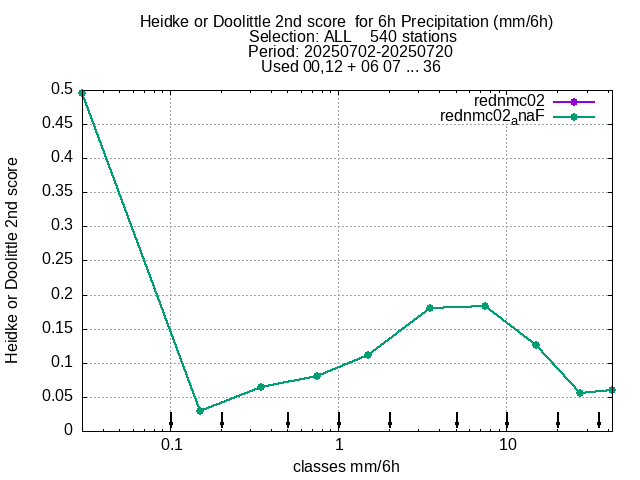 Heidke or Doolittle 2nd score  for 6h Precipitation (mm/6h)
Selection: ALL    540 stations
Period: 20250702-20250720
Used 00,12 + 06 07 ... 36
rednmc02
rednmc02anaF
Heidke or Doolittle 2nd score
0.5
0.45
0.4
0.35
0.3
0.25
0.2
0.15
0.1
0.05
0
0.1
1
10
classes mm/6h